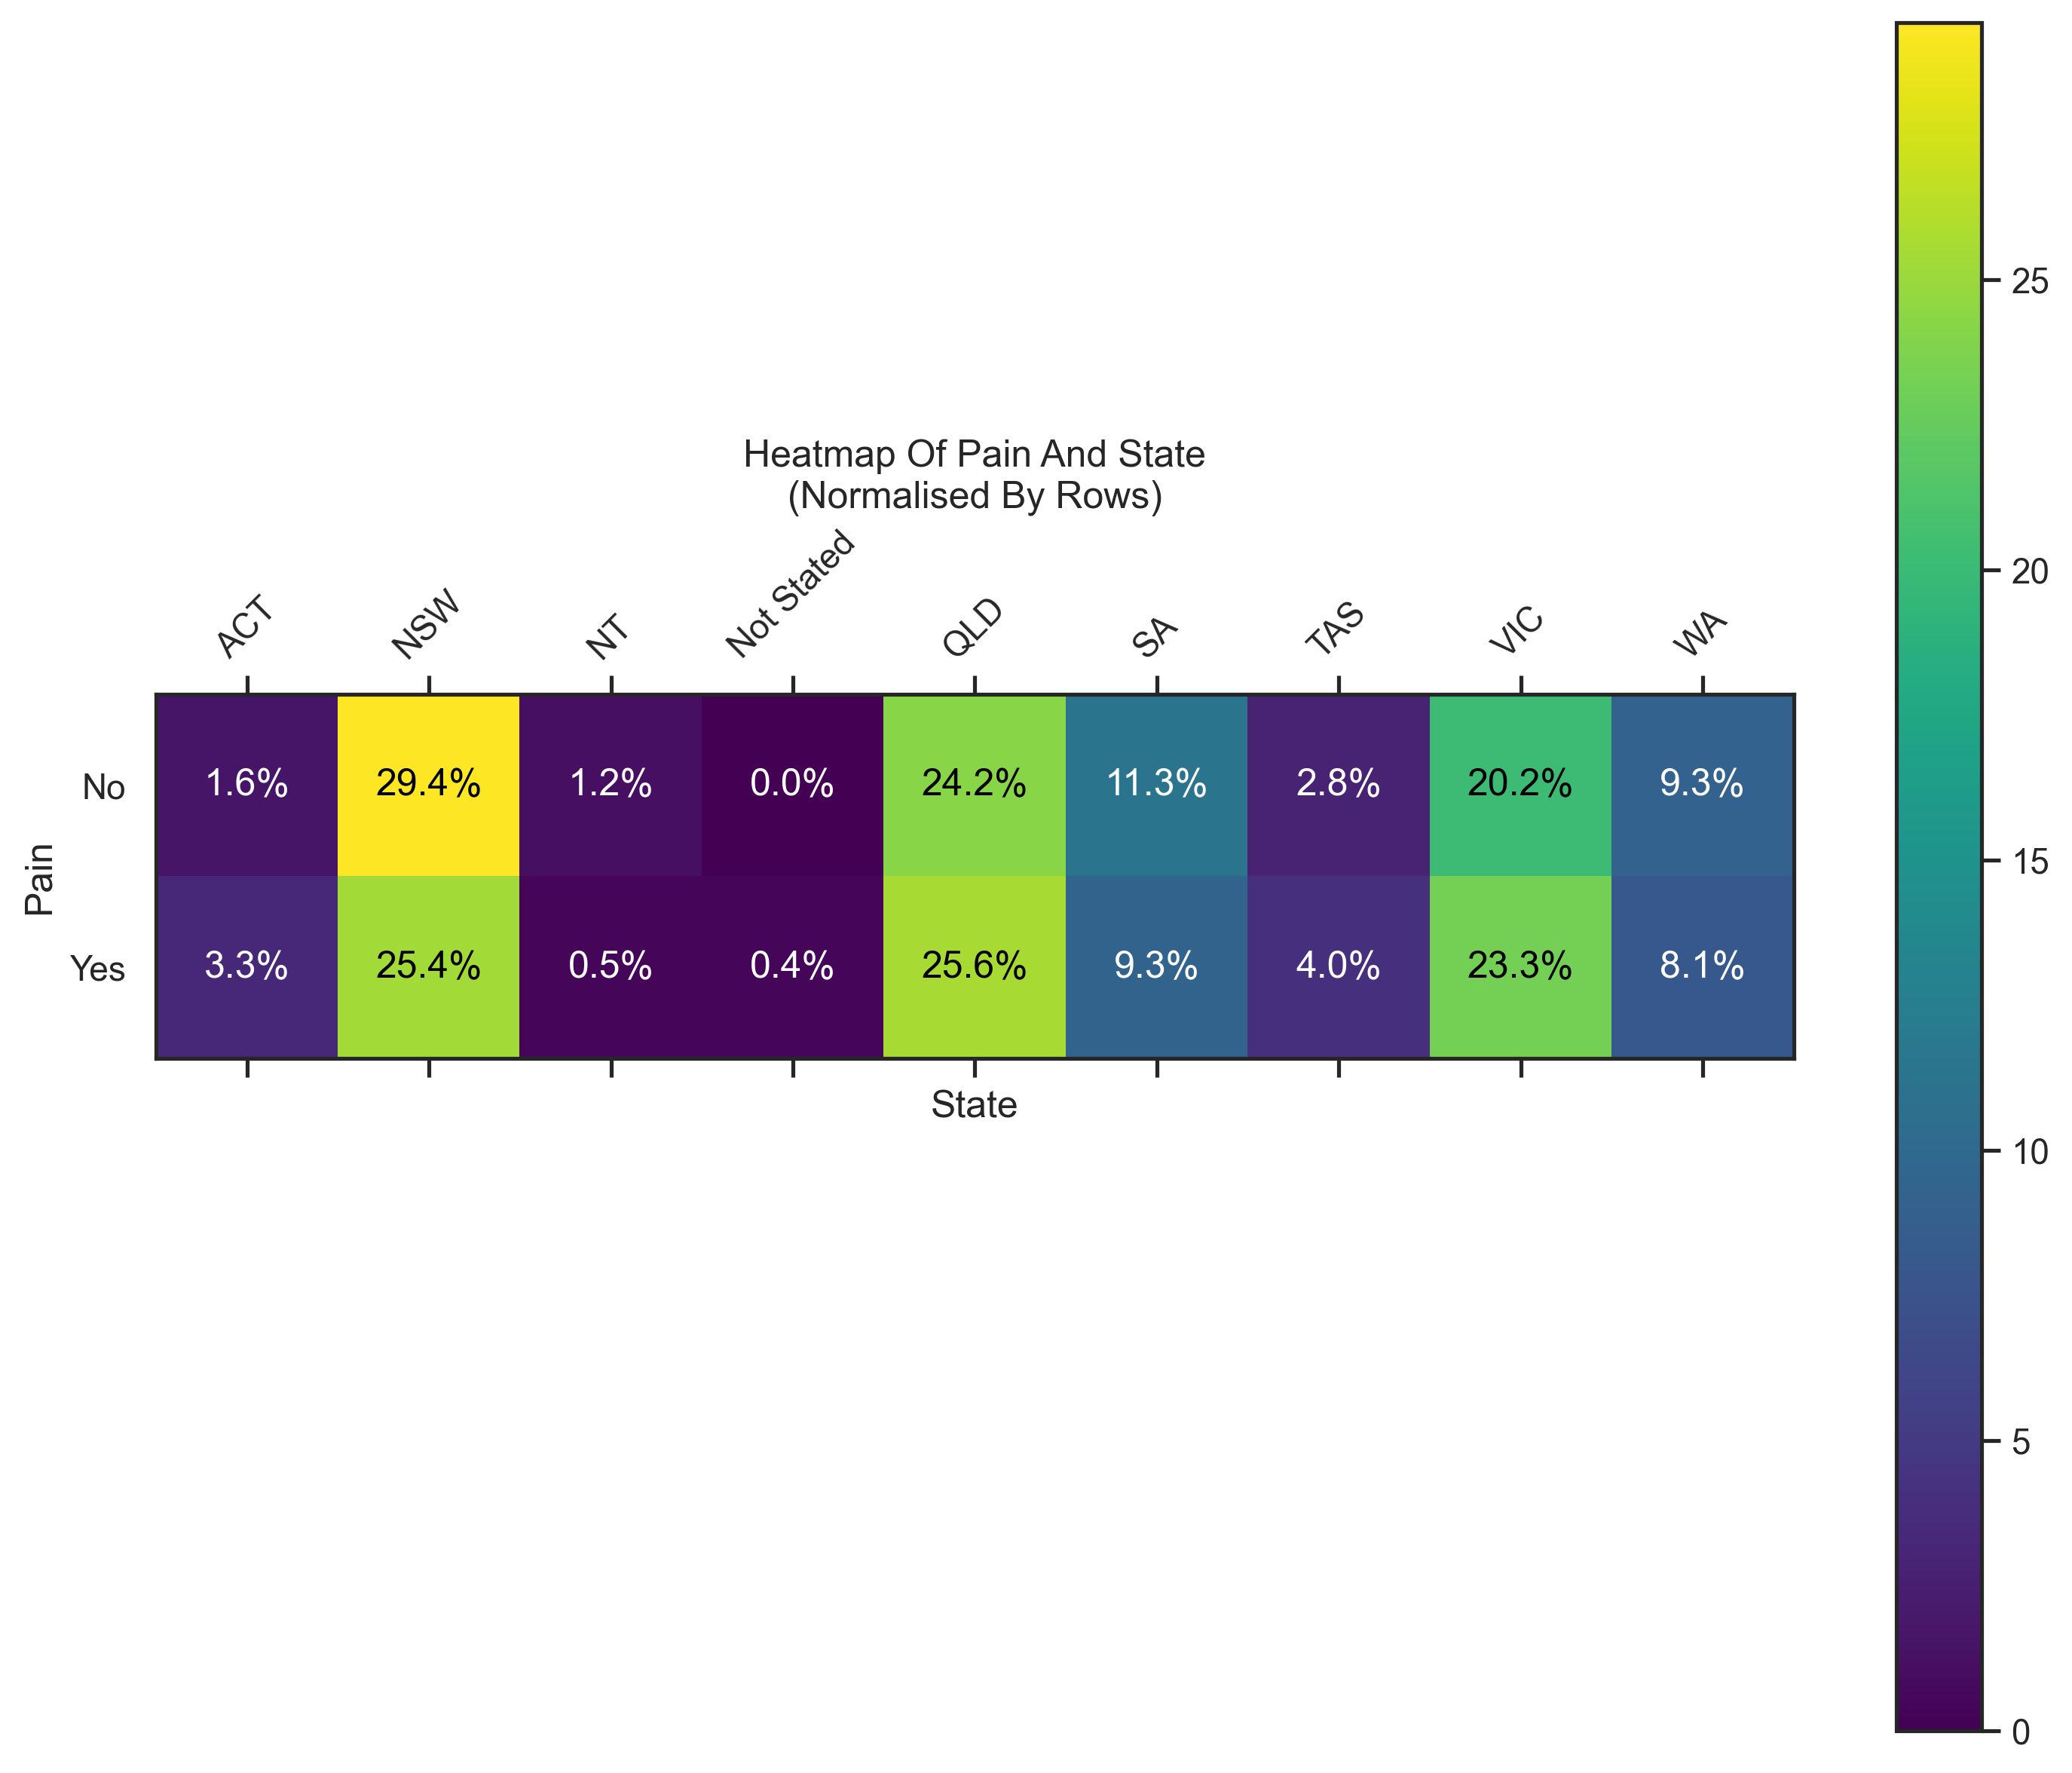 Heatmap Of Pain And State
(Normalised By Rows)
ACT NSW NT Not Stated QLD SA TAS VIC WA
No 1.6% 29.4% 1.2% 0.0% 24.2% 11.3% 2.8% 20.2% 9.3%
Pain
Yes 3.3% 25.4% 0.5% 0.4% 25.6% 9.3% 4.0% 23.3% 8.1%
State
25
20
15
10
5
0